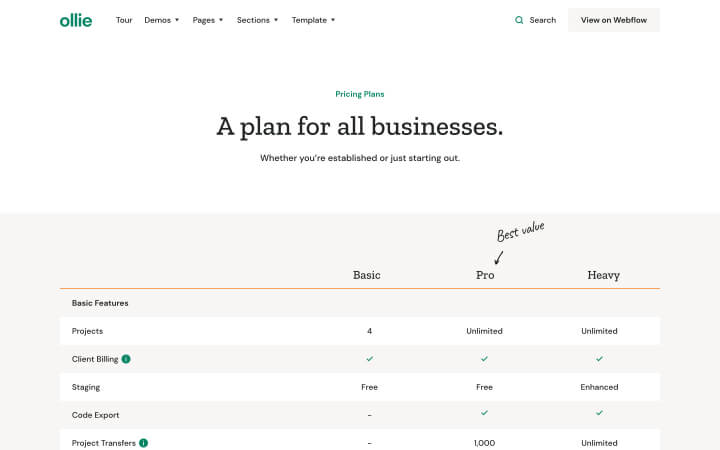 ollie Tour Demos Pages Sections Template Search View on Webflow
Pricing Plans
A plan for all businesses.
Whether you're established or just starting out.
Best value
Basic Pro Heavy
Basic Features
Projects 4 Unlimited Unlimited
Client Billing i
Staging Free Free Enhanced
Code Export -
Project Transfers i - 1,000 Unlimited